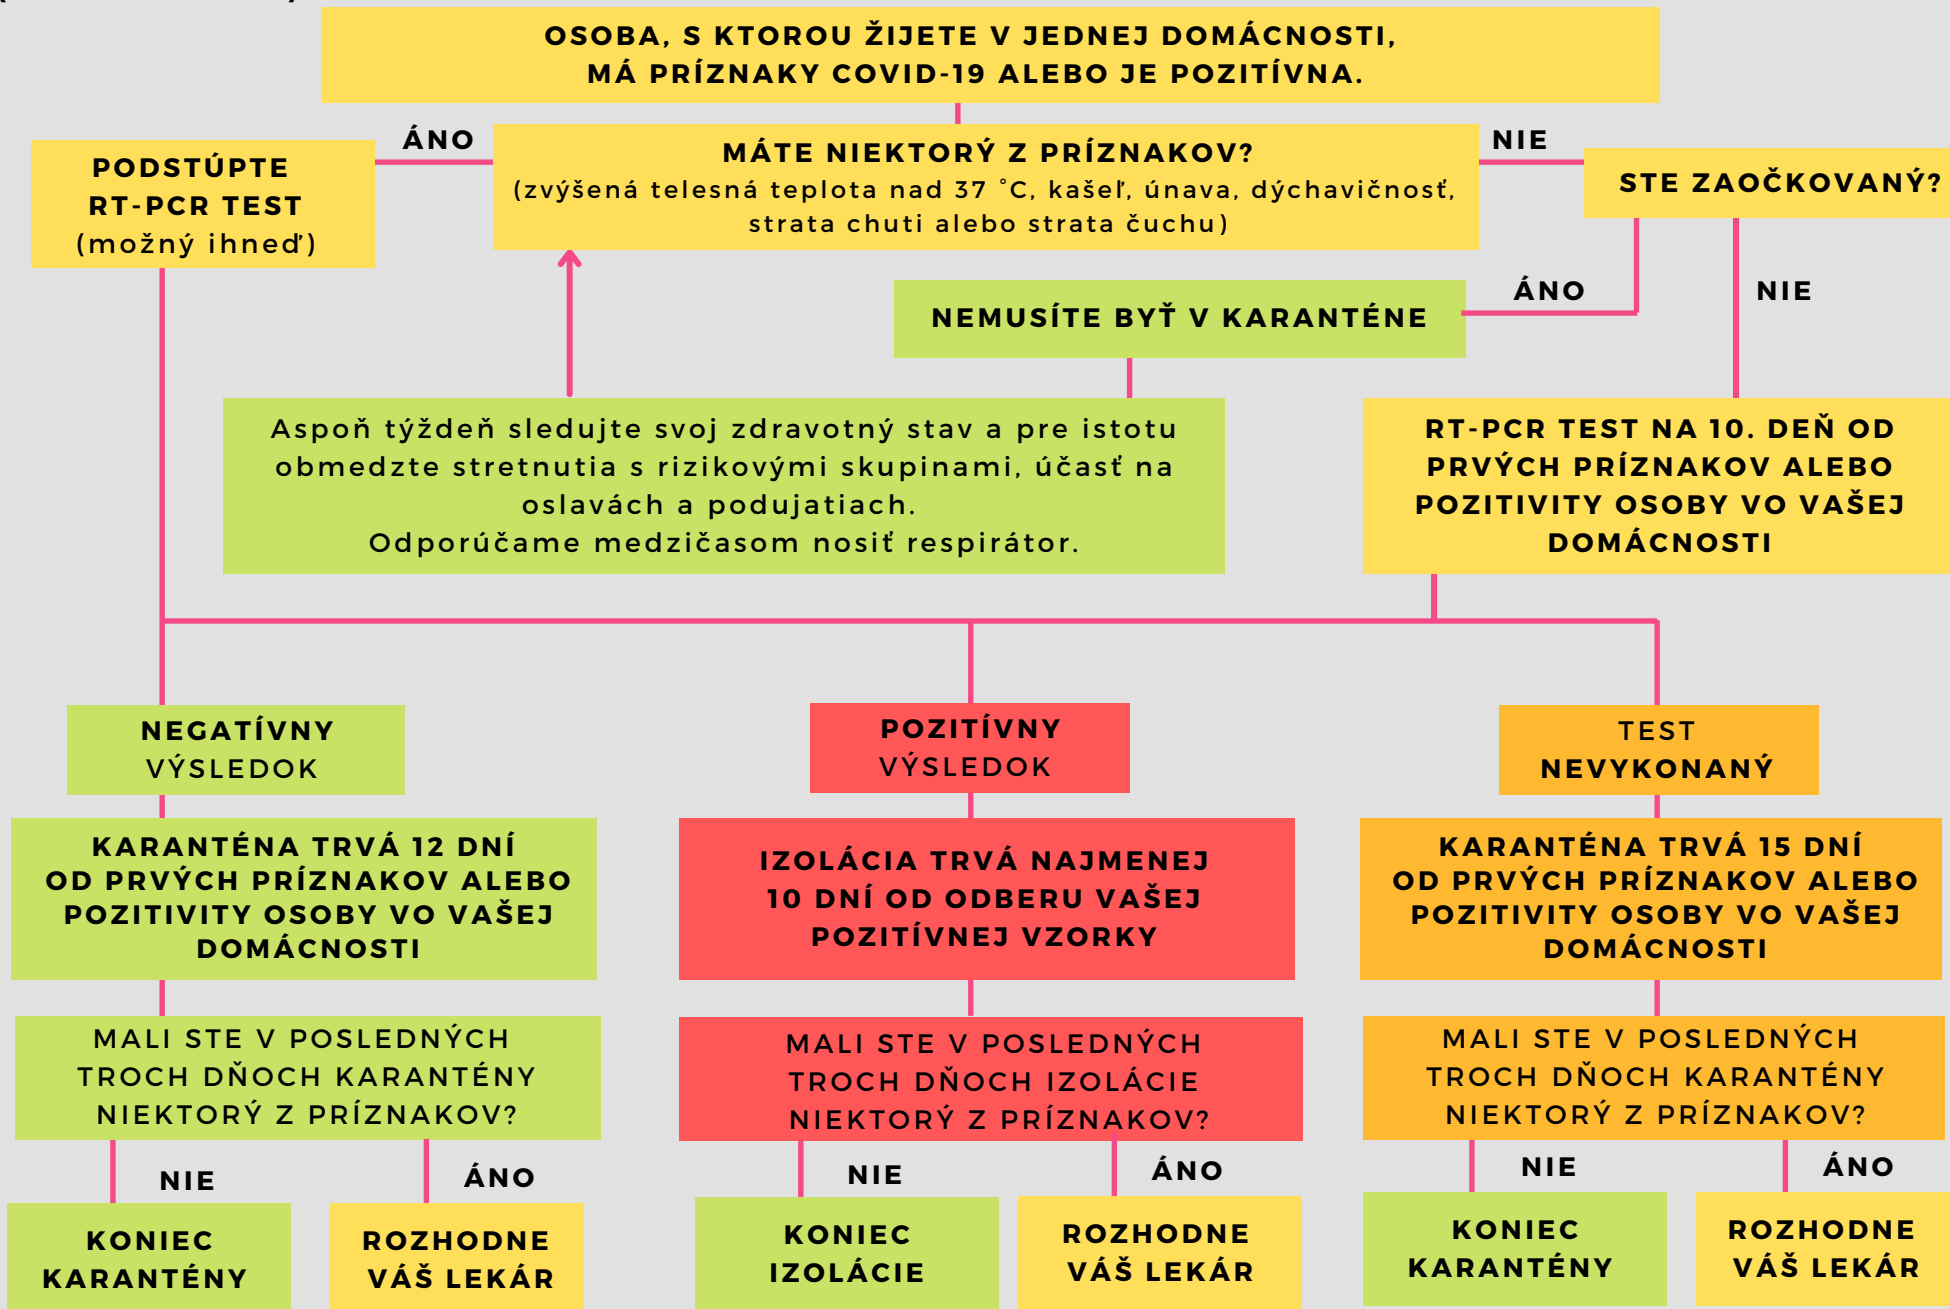 OSOBA, S KTOROU ŽIJETE V JEDNEJ DOMÁCNOSTI,
MÁ PRÍZNAKY COVID-19 ALEBO JE POZITÍVNA.
ÁNO
NIE
PODSTÚPTE
RT-PCR TEST
(možný ihneď)
MÁTE NIEKTORÝ Z PRÍZNAKOV?
(zvýšená telesná teplota nad 37 °C, kašeľ, únava, dýchavičnosť,
strata chuti alebo strata čuchu)
STE ZAOČKOVANÝ?
ÁNO
NIE
NEMUSÍTE BYŤ V KARANTÉNE
Aspoň týždeň sledujte svoj zdravotný stav a pre istotu
obmedzte stretnutia s rizikovými skupinami, účasť na
oslavách a podujatiach.
Odporúčame medzičasom nosiť respirátor.
RT-PCR TEST NA 10. DEŇ OD
PRVÝCH PRÍZNAKOV ALEBO
POZITIVITY OSOBY VO VAŠEJ
DOMÁCNOSTI
NEGATÍVNY
VÝSLEDOK
KARANTÉNA TRVÁ 12 DNÍ
OD PRVÝCH PRÍZNAKOV ALEBO
POZITIVITY OSOBY VO VAŠEJ
DOMÁCNOSTI
MALI STE V POSLEDNÝCH
TROCH DŇOCH KARANTÉNY
NIEKTORÝ Z PRÍZNAKOV?
NIE
ÁNO
KONIEC
KARANTÉNY
ROZHODNE
VÁŠ LEKÁR
POZITÍVNY
VÝSLEDOK
IZOLÁCIA TRVÁ NAJMENEJ
10 DNÍ OD ODBERU VAŠEJ
POZITÍVNEJ VZORKY
MALI STE V POSLEDNÝCH
TROCH DŇOCH IZOLÁCIE
NIEKTORÝ Z PRÍZNAKOV?
NIE
ÁNO
KONIEC
IZOLÁCIE
ROZHODNE
VÁŠ LEKÁR
TEST
NEVYKONANÝ
KARANTÉNA TRVÁ 15 DNÍ
OD PRVÝCH PRÍZNAKOV ALEBO
POZITIVITY OSOBY VO VAŠEJ
DOMÁCNOSTI
MALI STE V POSLEDNÝCH
TROCH DŇOCH KARANTÉNY
NIEKTORÝ Z PRÍZNAKOV?
NIE
ÁNO
KONIEC
KARANTÉNY
ROZHODNE
VÁŠ LEKÁR